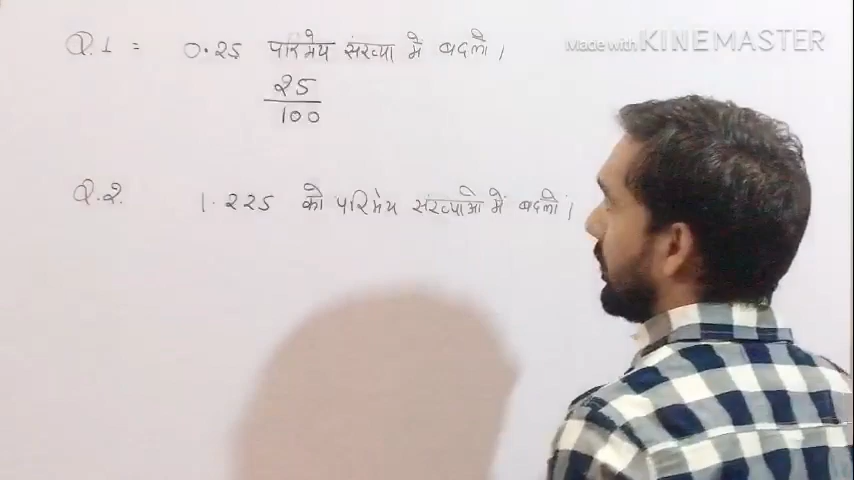 Q.1 = 0.25 परिमेय संख्या में बदलो।
Made with KINEMASTER
25
100
Q.2. 1.225 को परिमेय संख्याओ में बदलो।